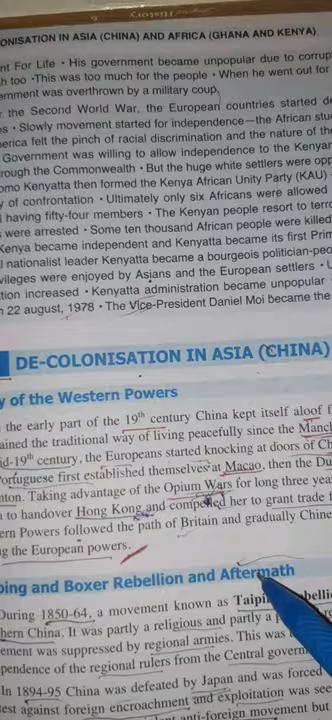 ONISATION IN ASIA (CHINA) AND AFRICA (GHANA AND KENYA)
nt For Life • His government became unpopular due to corrup
h too • This was too much for the people • When he went out for
ernment was overthrown by a military coup
r the Second World War, the European countries started de
es • Slowly movement started for independence—the African stu
nerica felt the pinch of racial discrimination and the nature of th
Government was willing to allow independence to the Kenyan
rough the Commonwealth • But the huge white settlers were opp
omo Kenyatta then formed the Kenya African Unity Party (KAU) •
y of confrontation • Ultimately only six Africans were allowed
l having fifty-four members • The Kenyan people resort to terro
s were arrested • Some ten thousand African people were killed
Kenya became independent and Kenyatta became its first Prim
l nationalist leader Kenyatta became a bourgeois politician-peo
vileges were enjoyed by Asians and the European settlers • U
tion increased • Kenyatta administration became unpopular •
n 22 august, 1978 • The Vice-President Daniel Moi became the
DE-COLONISATION IN ASIA (CHINA)
y of the Western Powers
n the early part of the 19th century China kept itself aloof f
ained the traditional way of living peacefully since the Manch
id-19th century, the Europeans started knocking at doors of Ch
Portuguese first established themselves at Macao, then the Du
nton. Taking advantage of the Opium Wars for long three yea
a to handover Hong Kong and compelled her to grant trade f
ern Powers followed the path of Britain and gradually Chine
g the European powers.
ping and Boxer Rebellion and Aftermath
During 1850-64, a movement known as Taipin
hern China. It was partly a religious and partly a p
ement was suppressed by regional armies. This was
pendence of the regional rulers from the Central govern
In 1894-95 China was defeated by Japan and was forced
test against foreign encroachment and exploitation was see
anti-foreign movement but